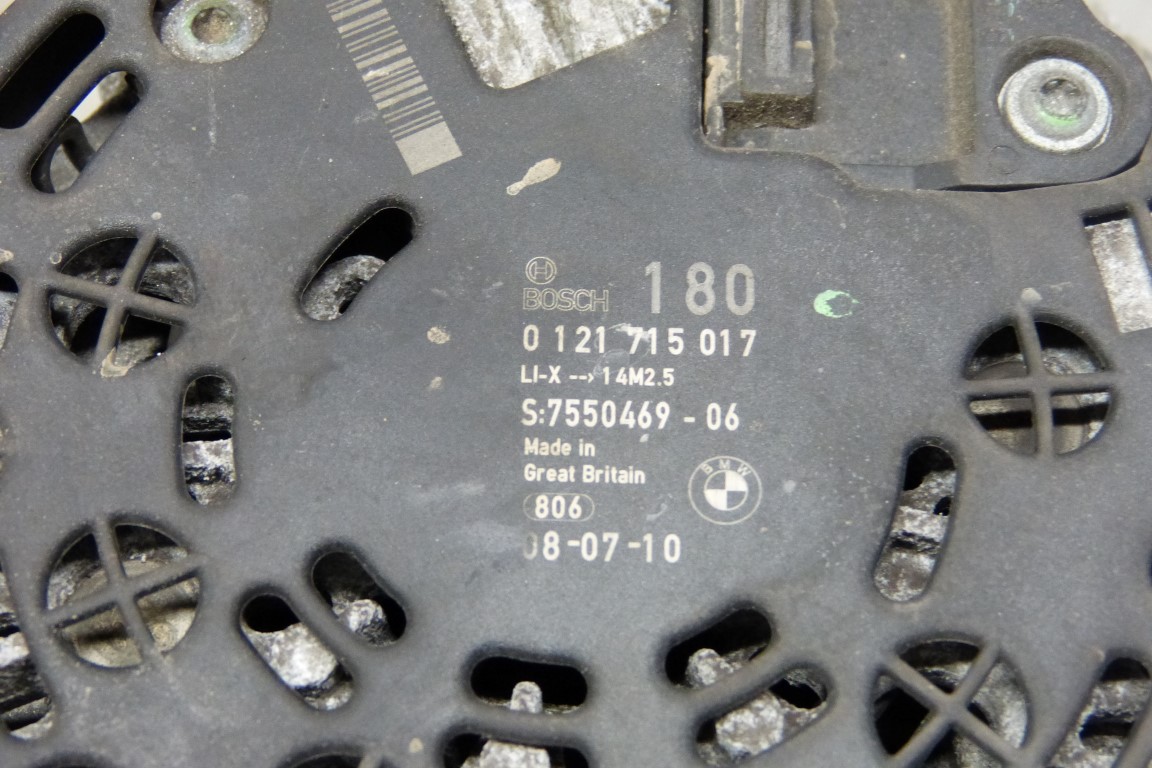 BOSCH 180
0 121 715 017
LI-X --> 14M2.5
S:7550469 - 06
Made in
Great Britain
BMW
806
08-07-10